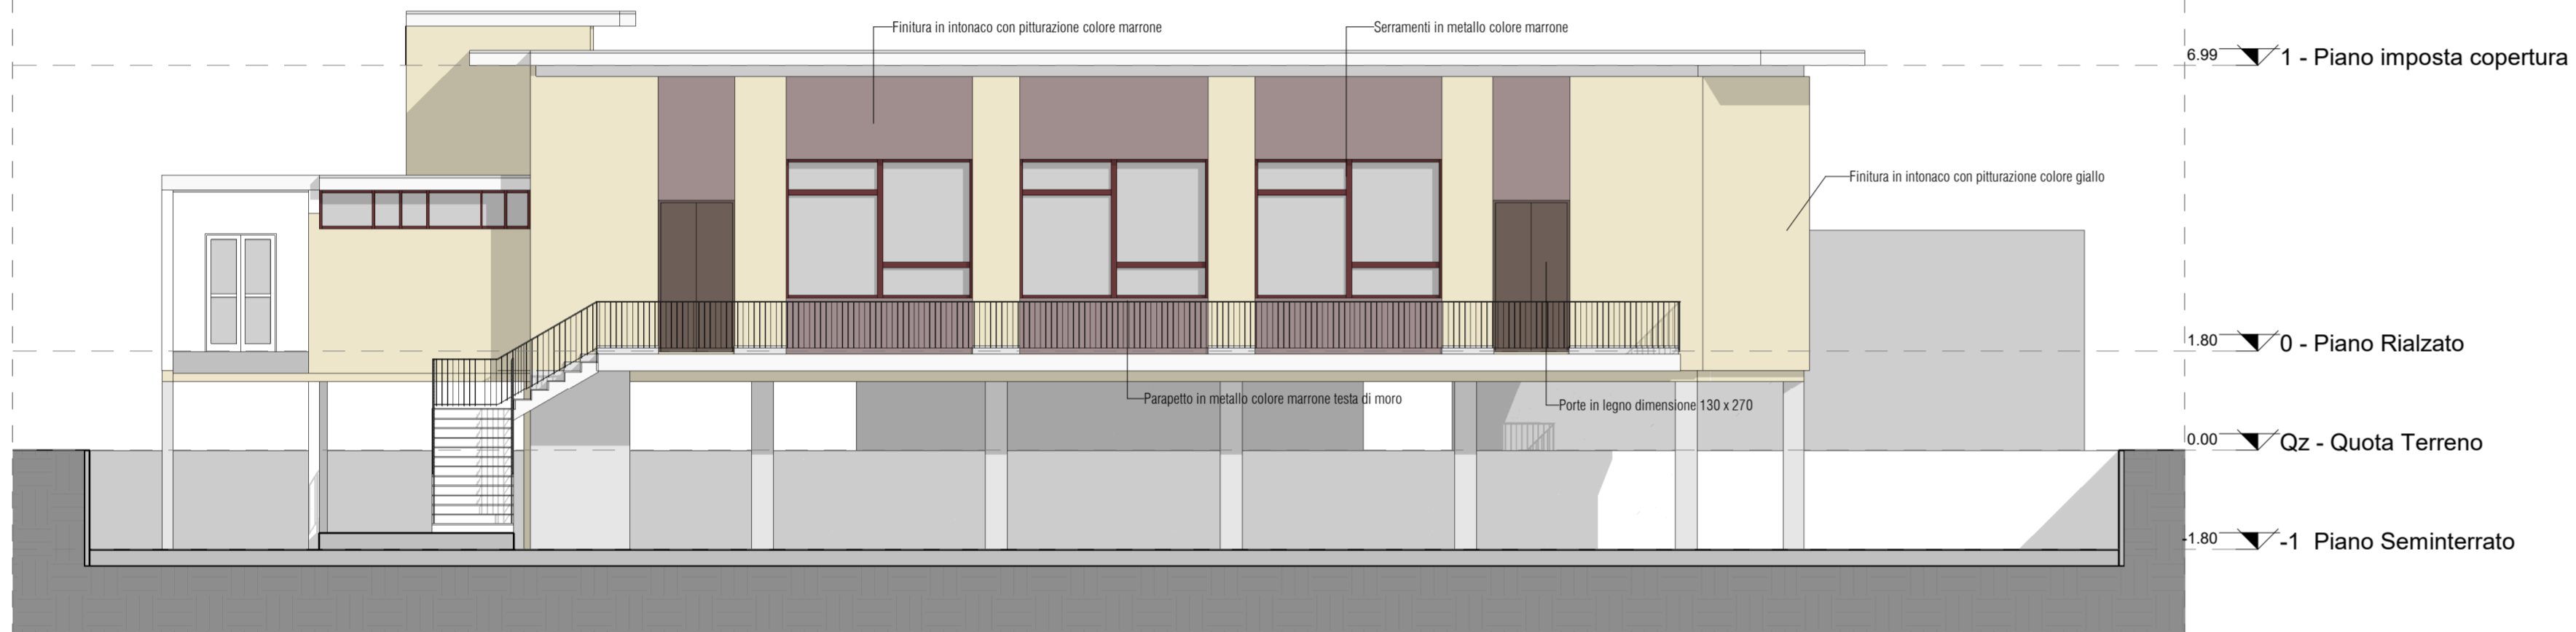 Finitura in intonaco con pitturazione colore marrone
Serramenti in metallo colore marrone
6.99 1 - Piano imposta copertura
Finitura in intonaco con pitturazione colore giallo
1.80 0 - Piano Rialzato
Parapetto in metallo colore marrone testa di moro
Porte in legno dimensione 130 x 270
0.00 Qz - Quota Terreno
-1.80 -1 Piano Seminterrato